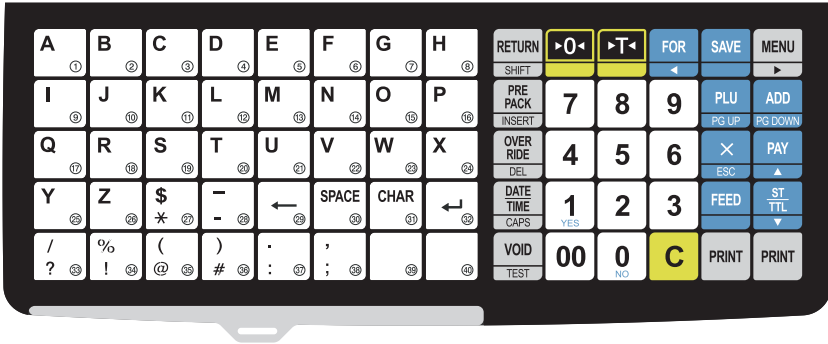 A ① B ② C ③ D ④ E ⑤ F ⑥ G ⑦ H ⑧ RETURN SHIFT ▸0◂ ▸T◂ FOR ◀ SAVE MENU ▶
I ⑨ J ⑩ K ⑪ L ⑫ M ⑬ N ⑭ O ⑮ P ⑯ PRE PACK INSERT 7 8 9 PLU PG UP ADD PG DOWN
Q ⑰ R ⑱ S ⑲ T ⑳ U ㉑ V ㉒ W ㉓ X ㉔ OVER RIDE DEL 4 5 6 × ESC PAY ▲
Y ㉕ Z ㉖ $ * ㉗ – - ㉘ ← ㉙ SPACE ㉚ CHAR ㉛ ↵ ㉜ DATE TIME CAPS 1 YES 2 3 FEED ST TTL ▼
/ ? ㉝ % ! ㉞ ( @ ㉟ ) # ㊱ . : ㊲ , ; ㊳ ㊴ ㊵ VOID TEST 00 0 NO C PRINT PRINT